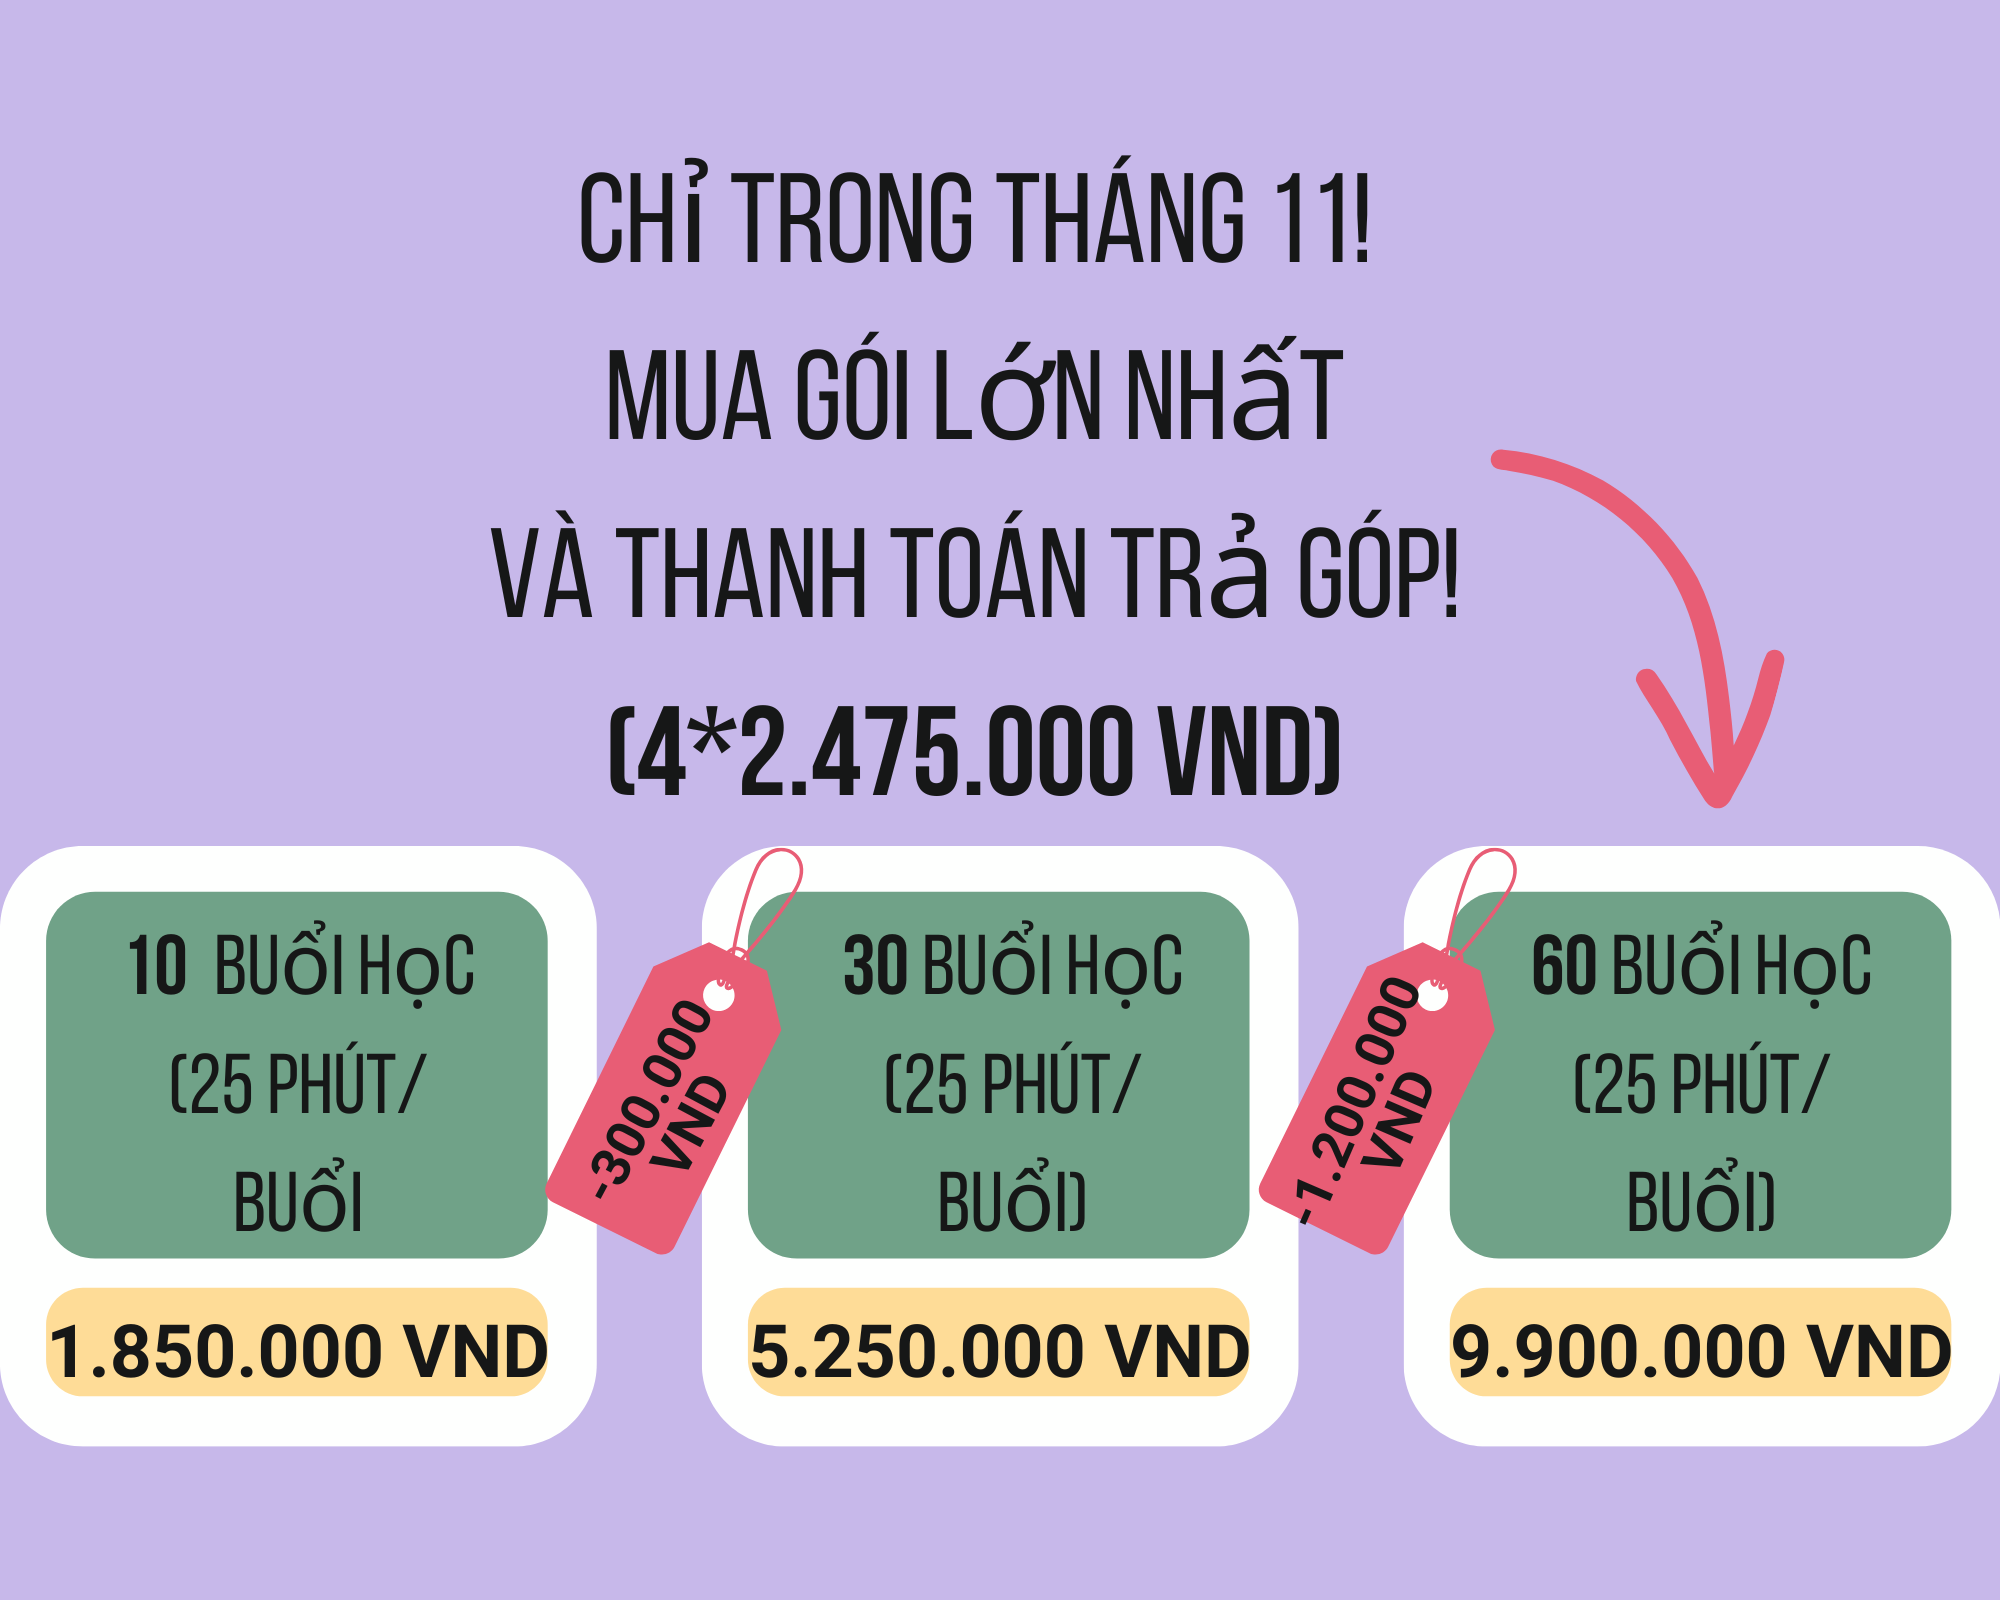 CHỈ TRONG THÁNG 11!
MUA GÓI LỚN NHẤT
VÀ THANH TOÁN TRẢ GÓP!
(4*2.475.000 VND)
10 BUỔI HỌC
(25 PHÚT/
BUỔI
1.850.000 VND
-300.000
VND
30 BUỔI HỌC
(25 PHÚT/
BUỔI)
5.250.000 VND
-1.200.000
VND
60 BUỔI HỌC
(25 PHÚT/
BUỔI)
9.900.000 VND